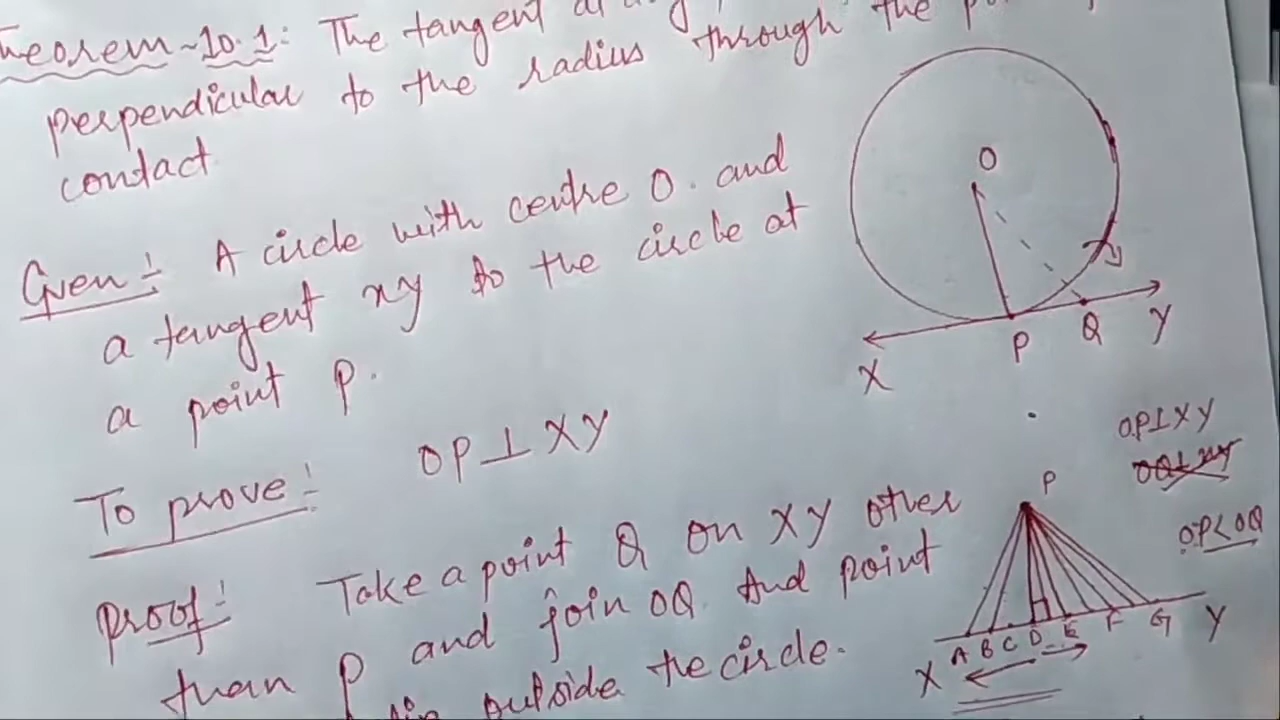 Theorem~10.1: The tangent at any
perpendicular to the radius through the
contact
Given:- A circle with centre O. and
a tangent xy to the circle at
a point P.
To prove:- OP⊥XY
Proof:- Take a point Q on XY other
than P and join OQ. And point
outside the circle.
O
P
Q
Y
X
OP⊥XY
OP<OQ
P
A B C D E F G Y
X